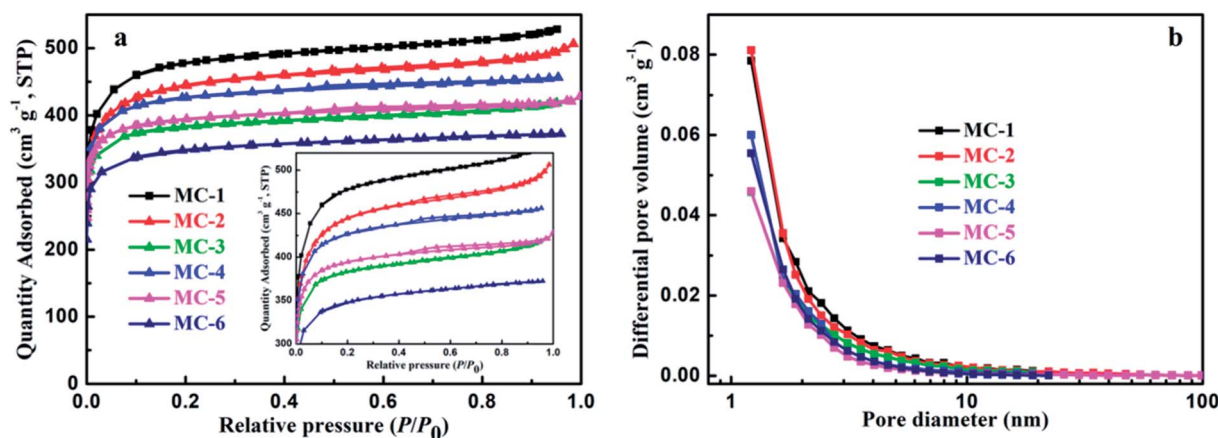 a
Quantity Adsorbed (cm³ g⁻¹, STP)
500
400
300
200
100
0
MC-1
MC-2
MC-3
MC-4
MC-5
MC-6
0.0 0.2 0.4 0.6 0.8 1.0
Relative pressure (P/P₀)
Quantity Adsorbed (cm³ g⁻¹, STP)
500
450
400
350
300
0.0 0.2 0.4 0.6 0.8 1.0
Relative pressure (P/P₀)
b
Differential pore volume (cm³ g⁻¹)
0.08
0.06
0.04
0.02
0.00
MC-1
MC-2
MC-3
MC-4
MC-5
MC-6
1 10 100
Pore diameter (nm)